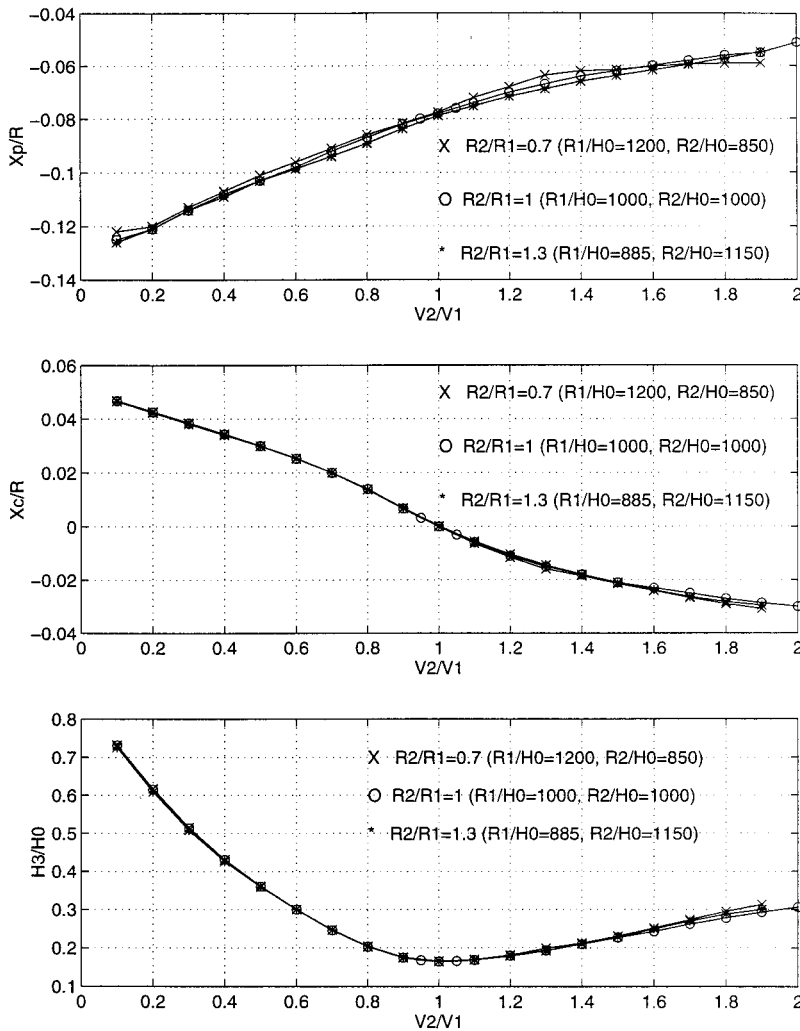 −0.04
−0.06
−0.08
−0.1
−0.12
−0.14
Xp/R
X R2/R1=0.7 (R1/H0=1200, R2/H0=850)
O R2/R1=1 (R1/H0=1000, R2/H0=1000)
* R2/R1=1.3 (R1/H0=885, R2/H0=1150)
0 0.2 0.4 0.6 0.8 1 1.2 1.4 1.6 1.8 2
V2/V1
0.06
0.04
0.02
0
−0.02
−0.04
Xc/R
X R2/R1=0.7 (R1/H0=1200, R2/H0=850)
O R2/R1=1 (R1/H0=1000, R2/H0=1000)
* R2/R1=1.3 (R1/H0=885, R2/H0=1150)
0 0.2 0.4 0.6 0.8 1 1.2 1.4 1.6 1.8 2
V2/V1
0.8
0.7
0.6
0.5
0.4
0.3
0.2
0.1
H3/H0
X R2/R1=0.7 (R1/H0=1200, R2/H0=850)
O R2/R1=1 (R1/H0=1000, R2/H0=1000)
* R2/R1=1.3 (R1/H0=885, R2/H0=1150)
0 0.2 0.4 0.6 0.8 1 1.2 1.4 1.6 1.8 2
V2/V1